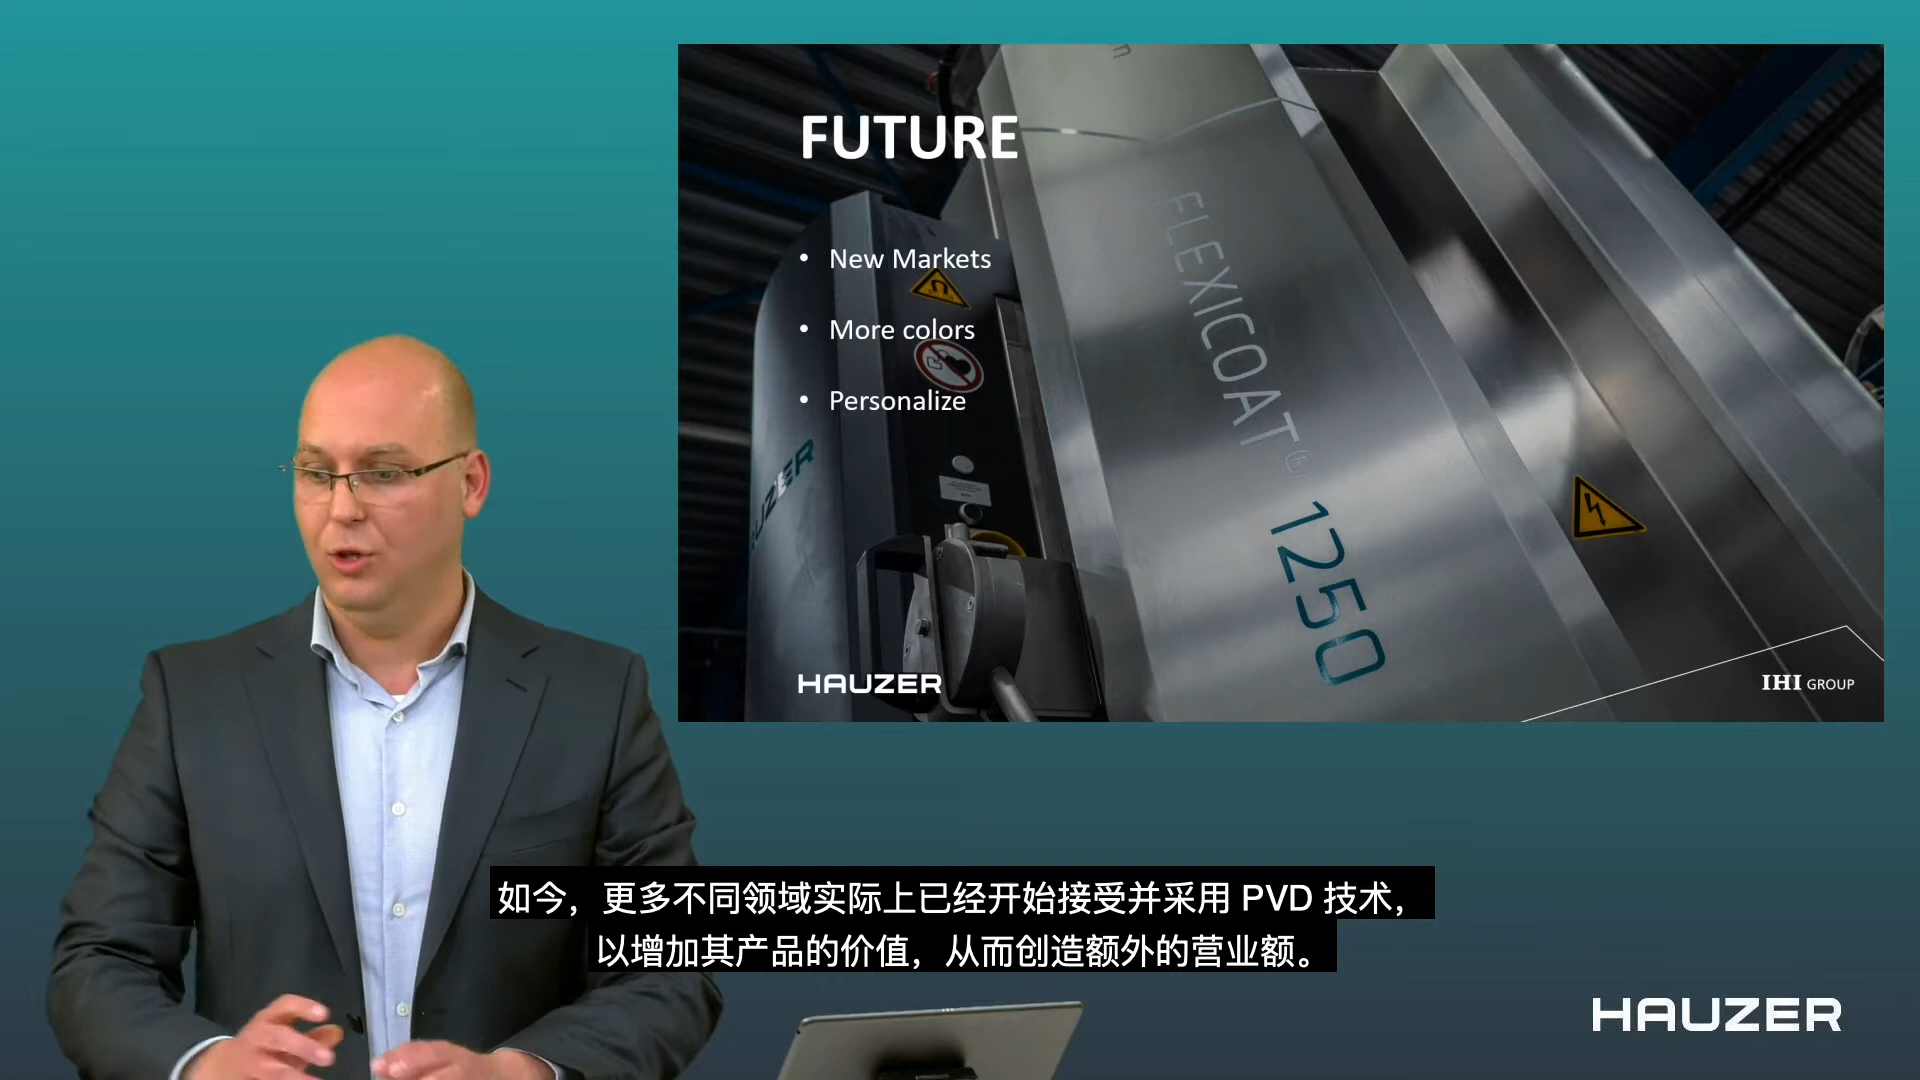 FUTURE
• New Markets
• More colors
• Personalize
FLEXICOAT®
1250
HAUZER
IHI GROUP
如今，更多不同领域实际上已经开始接受并采用 PVD 技术，
以增加其产品的价值，从而创造额外的营业额。
HAUZER